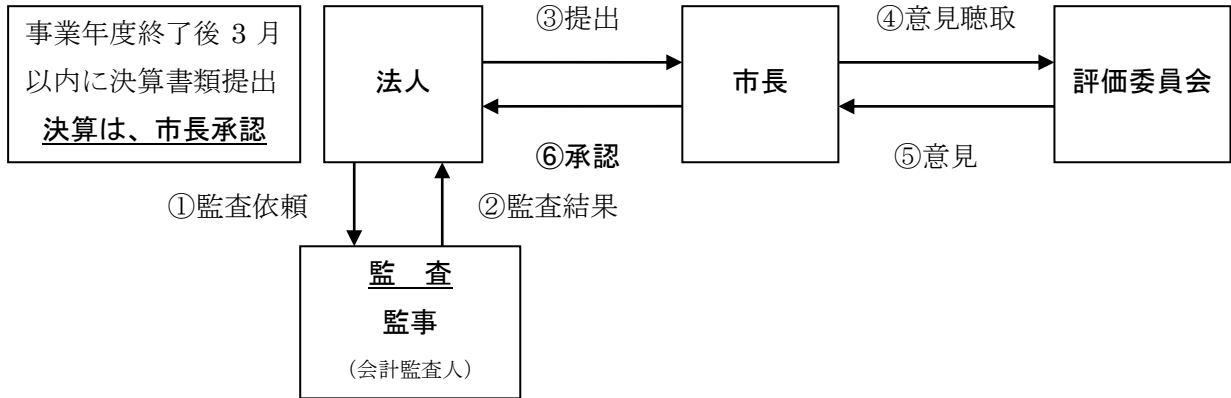 事業年度終了後 3 月
以内に決算書類提出
決算は、市長承認
法人
③提出
市長
④意見聴取
評価委員会
⑥承認
⑤意見
①監査依頼
②監査結果
監　査
監事
（会計監査人）